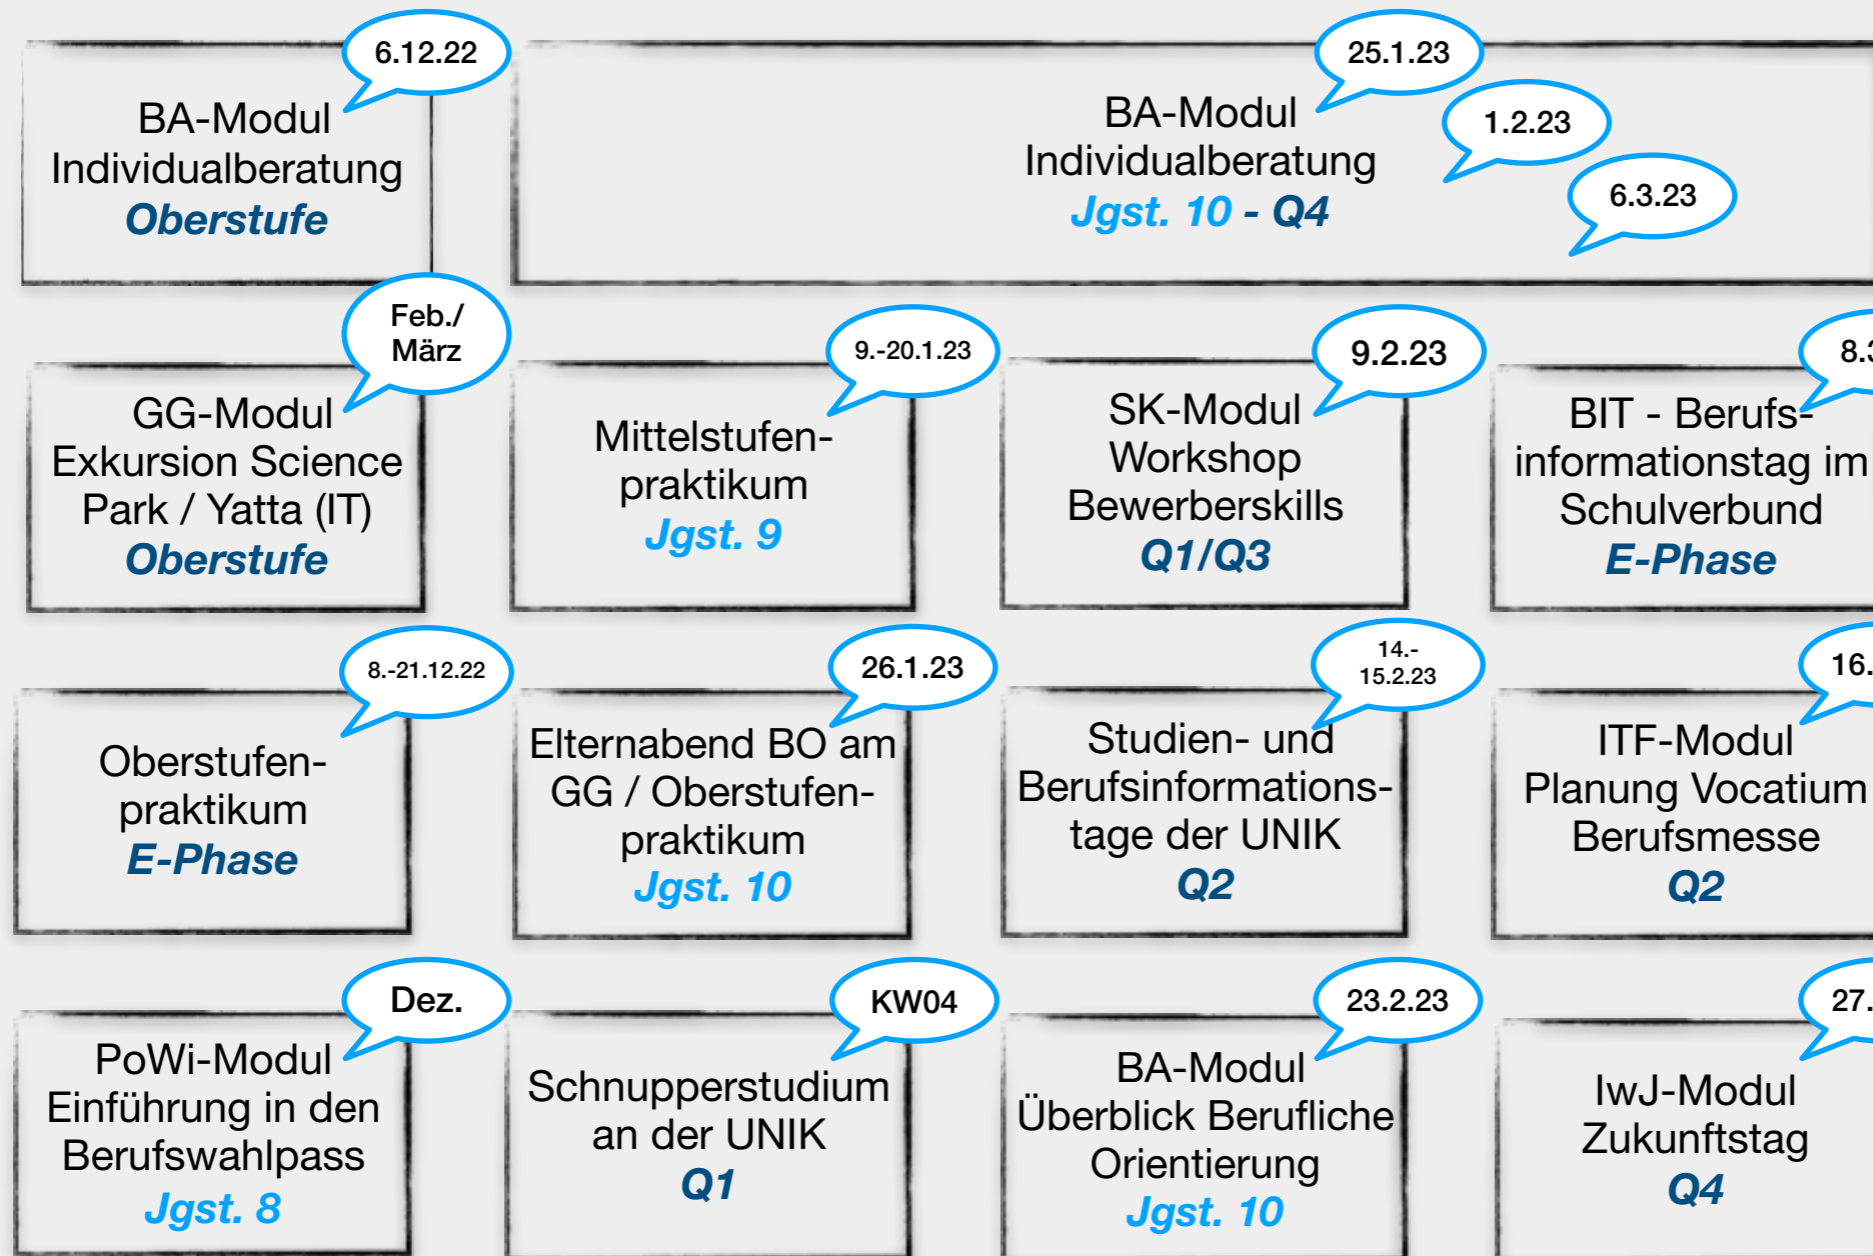 6.12.22
BA-Modul
Individualberatung
Oberstufe
25.1.23
1.2.23
6.3.23
BA-Modul
Individualberatung
Jgst. 10 - Q4
Feb./
März
GG-Modul
Exkursion Science
Park / Yatta (IT)
Oberstufe
9.-20.1.23
Mittelstufen-
praktikum
Jgst. 9
9.2.23
SK-Modul
Workshop
Bewerberskills
Q1/Q3
BIT - Berufs-
informationstag im
Schulverbund
E-Phase
8.-21.12.22
Oberstufen-
praktikum
E-Phase
26.1.23
Elternabend BO am
GG / Oberstufen-
praktikum
Jgst. 10
14.-
15.2.23
Studien- und
Berufsinformations-
tage der UNIK
Q2
16.
ITF-Modul
Planung Vocatium
Berufsmesse
Q2
Dez.
PoWi-Modul
Einführung in den
Berufswahlpass
Jgst. 8
KW04
Schnupperstudium
an der UNIK
Q1
23.2.23
BA-Modul
Überblick Berufliche
Orientierung
Jgst. 10
27.
IwJ-Modul
Zukunftstag
Q4